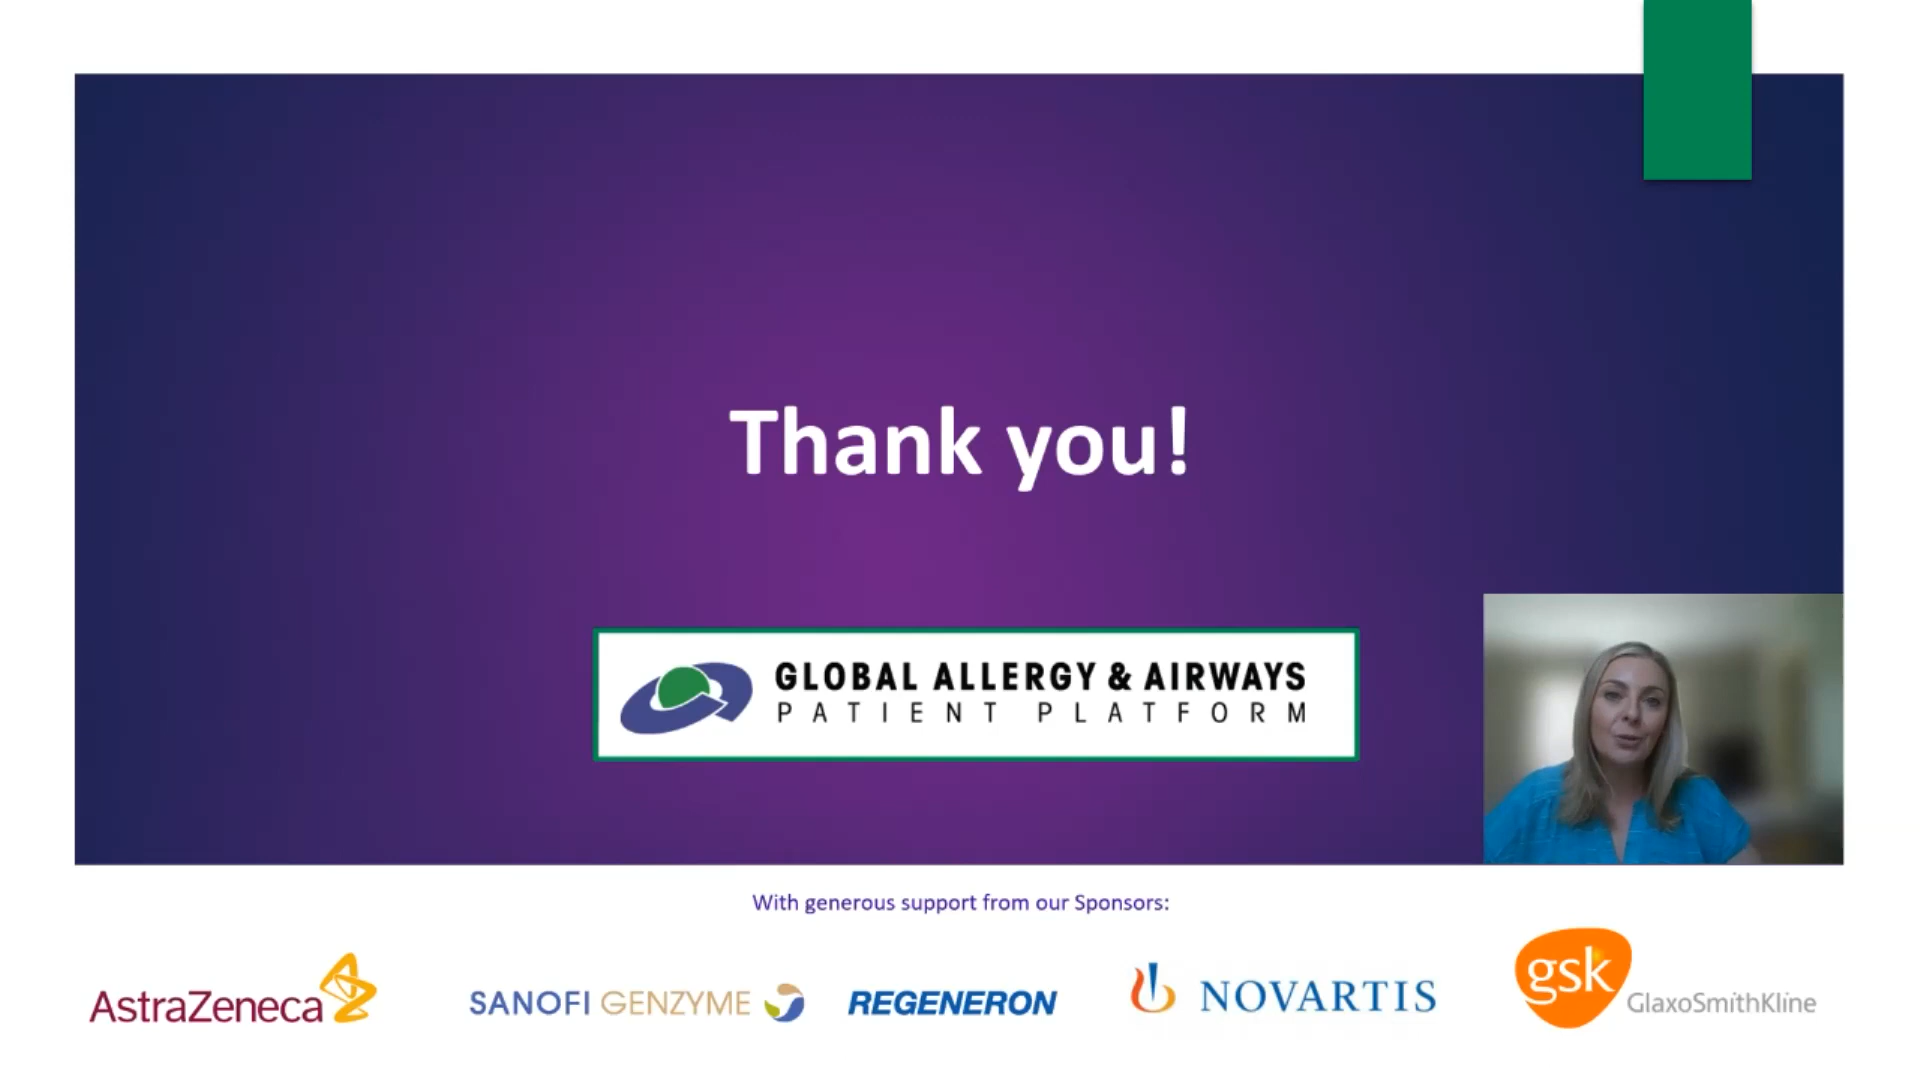 Thank you!
GLOBAL ALLERGY & AIRWAYS
PATIENT PLATFORM
With generous support from our Sponsors:
AstraZeneca
SANOFI GENZYME
REGENERON
NOVARTIS
gsk
GlaxoSmithKline